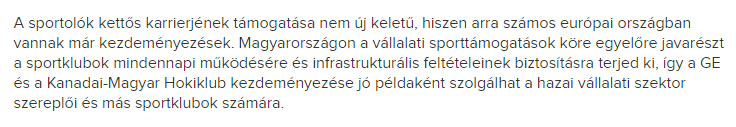 A sportolók kettős karrierjének támogatása nem új keletű, hiszen arra számos európai országban
vannak már kezdeményezések. Magyarországon a vállalati sporttámogatások köre egyelőre javarészt
a sportklubok mindennapi működésére és infrastrukturális feltételeinek biztosításra terjed ki, így a GE
és a Kanadai-Magyar Hokiklub kezdeményezése jó példaként szolgálhat a hazai vállalati szektor
szereplői és más sportklubok számára.